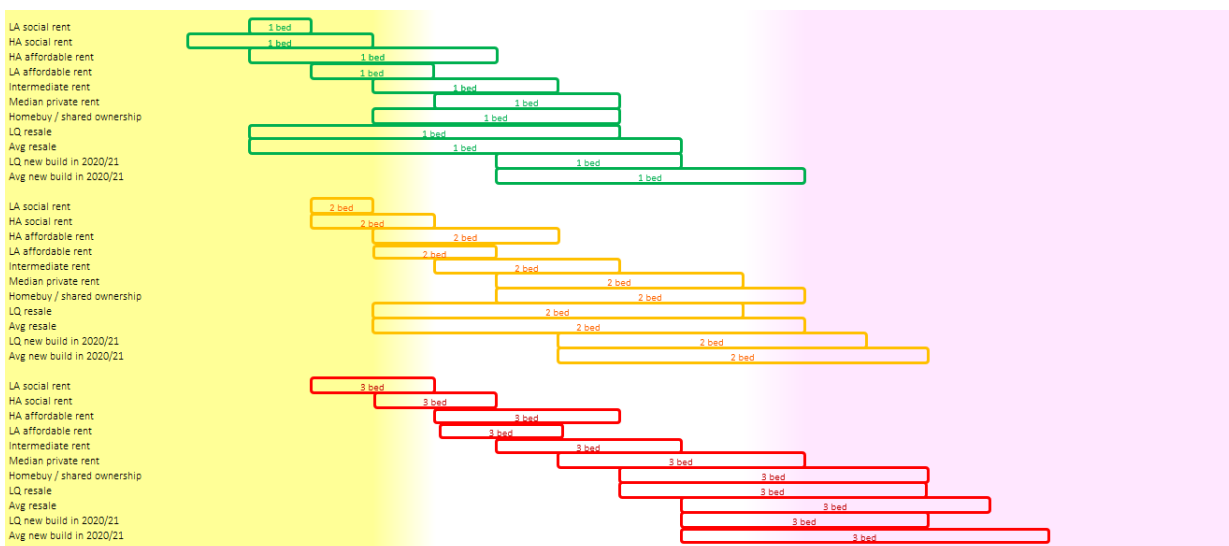 LA social rent 1 bed
HA social rent 1 bed
HA affordable rent 1 bed
LA affordable rent 1 bed
Intermediate rent 1 bed
Median private rent 1 bed
Homebuy / shared ownership 1 bed
LQ resale 1 bed
Avg resale 1 bed
LQ new build in 2020/21 1 bed
Avg new build in 2020/21 1 bed
LA social rent 2 bed
HA social rent 2 bed
HA affordable rent 2 bed
LA affordable rent 2 bed
Intermediate rent 2 bed
Median private rent 2 bed
Homebuy / shared ownership 2 bed
LQ resale 2 bed
Avg resale 2 bed
LQ new build in 2020/21 2 bed
Avg new build in 2020/21 2 bed
LA social rent 3 bed
HA social rent 3 bed
HA affordable rent 3 bed
LA affordable rent 3 bed
Intermediate rent 3 bed
Median private rent 3 bed
Homebuy / shared ownership 3 bed
LQ resale 3 bed
Avg resale 3 bed
LQ new build in 2020/21 3 bed
Avg new build in 2020/21 3 bed